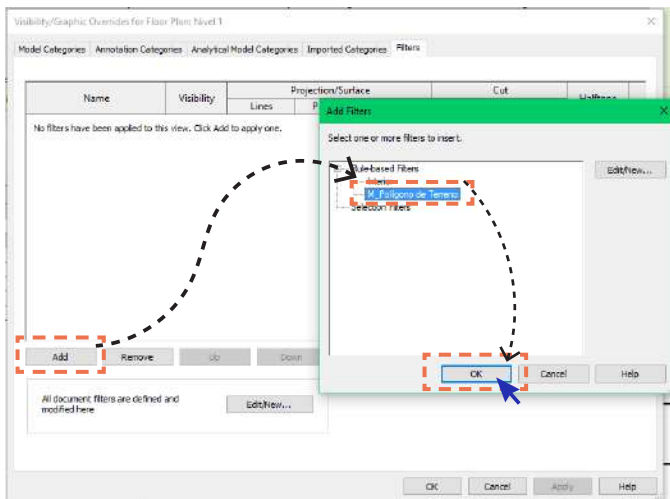 Visibility/Graphic Overrides for Floor Plan: Nivel 1
Model Categories Annotation Categories Analytical Model Categories Imported Categories Filters
Name Visibility Projection/Surface Cut
Lines
No filters have been applied to this view. Click Add to apply one.
Add Filters
Select one or more filters to insert.
Rule-based Filters
Edit/New...
M_Poligono de Terreno
Selection Filters
Add Remove Up Down
OK Cancel Help
All document filters are defined and
modified here
Edit/New...
OK Cancel Apply Help